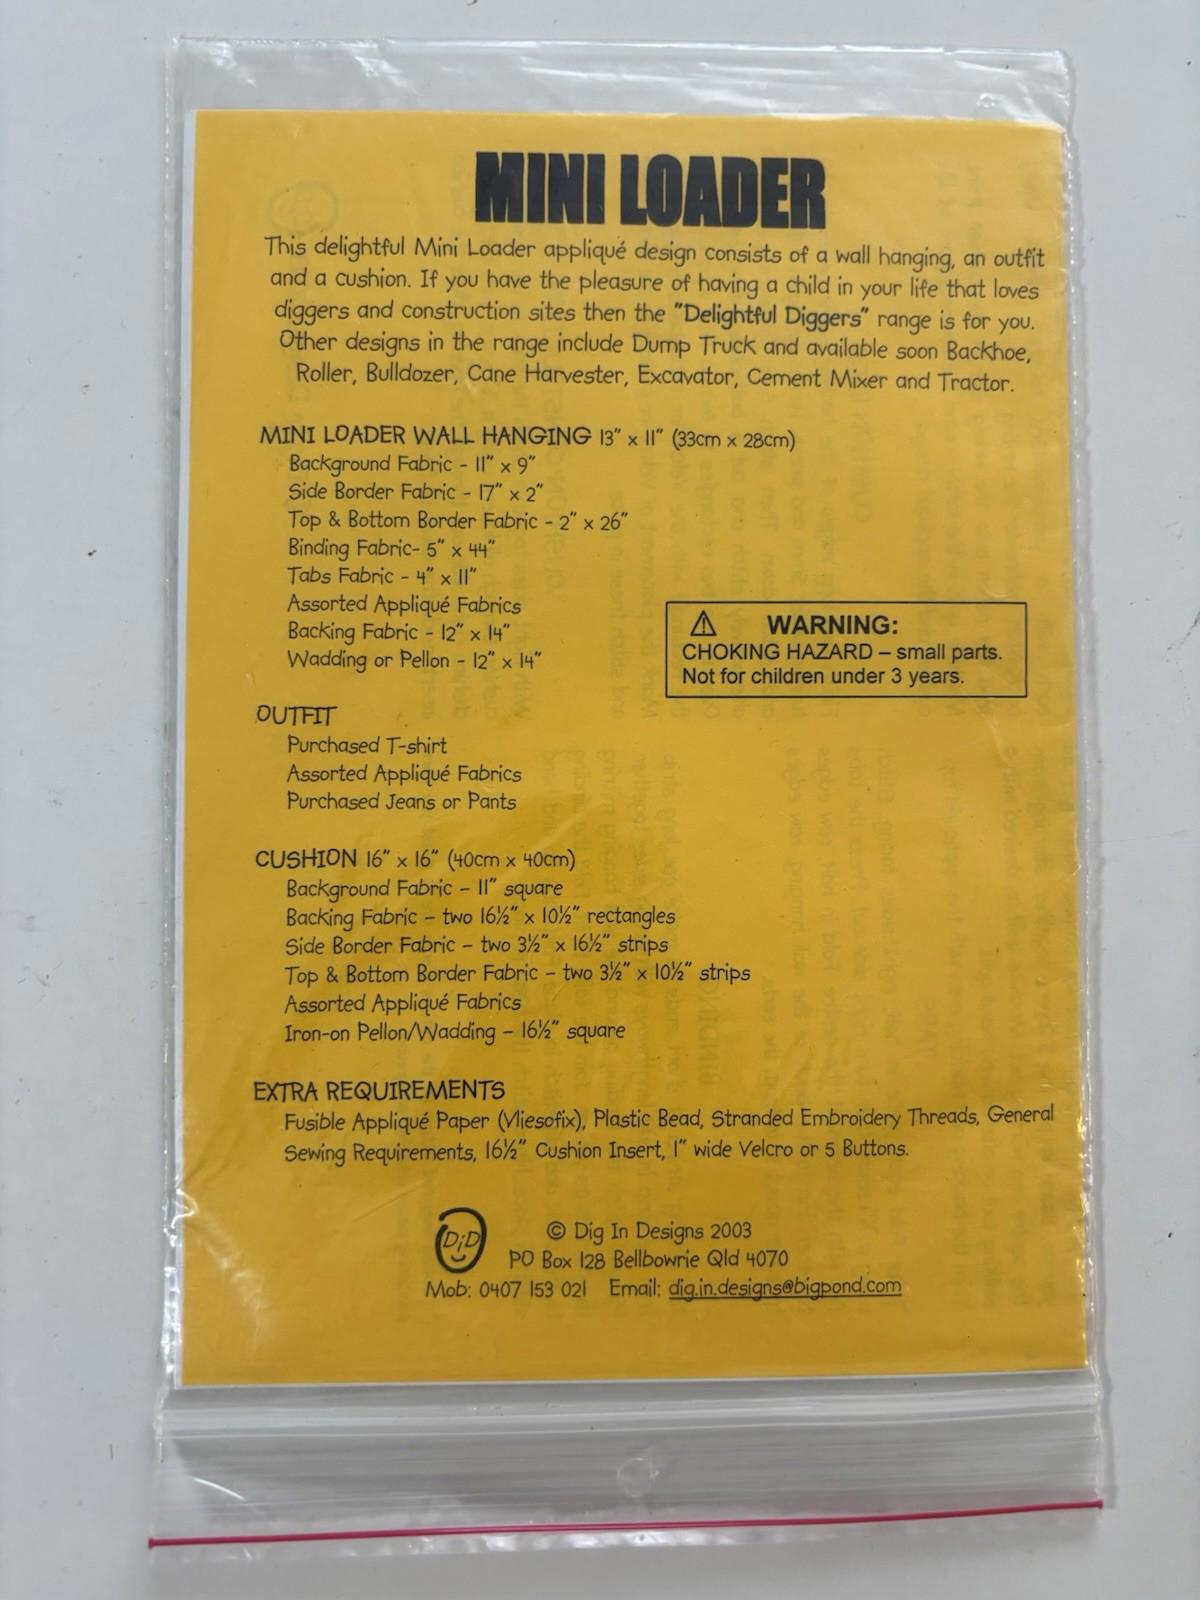 MINI LOADER
This delightful Mini Loader appliqué design consists of a wall hanging, an outfit
and a cushion. If you have the pleasure of having a child in your life that loves
diggers and construction sites then the "Delightful Diggers" range is for you.
Other designs in the range include Dump Truck and available soon Backhoe,
Roller, Bulldozer, Cane Harvester, Excavator, Cement Mixer and Tractor.
MINI LOADER WALL HANGING 13" x 11" (33cm x 28cm)
Background Fabric - 11" x 9"
Side Border Fabric - 17" x 2"
Top & Bottom Border Fabric - 2" x 26"
Binding Fabric- 5" x 44"
Tabs Fabric - 4" x 11"
Assorted Appliqué Fabrics
Backing Fabric - 12" x 14"
Wadding or Pellon - 12" x 14"
⚠ WARNING:
CHOKING HAZARD – small parts.
Not for children under 3 years.
OUTFIT
Purchased T-shirt
Assorted Appliqué Fabrics
Purchased Jeans or Pants
CUSHION 16" x 16" (40cm x 40cm)
Background Fabric – 11" square
Backing Fabric – two 16½" x 10½" rectangles
Side Border Fabric – two 3½" x 16½" strips
Top & Bottom Border Fabric – two 3½" x 10½" strips
Assorted Appliqué Fabrics
Iron-on Pellon/Wadding – 16½" square
EXTRA REQUIREMENTS
Fusible Appliqué Paper (Vliesofix), Plastic Bead, Stranded Embroidery Threads, General
Sewing Requirements, 16½" Cushion Insert, 1" wide Velcro or 5 Buttons.
DiD
© Dig In Designs 2003
PO Box 128 Bellbowrie Qld 4070
Mob: 0407 153 021 Email: dig.in.designs@bigpond.com